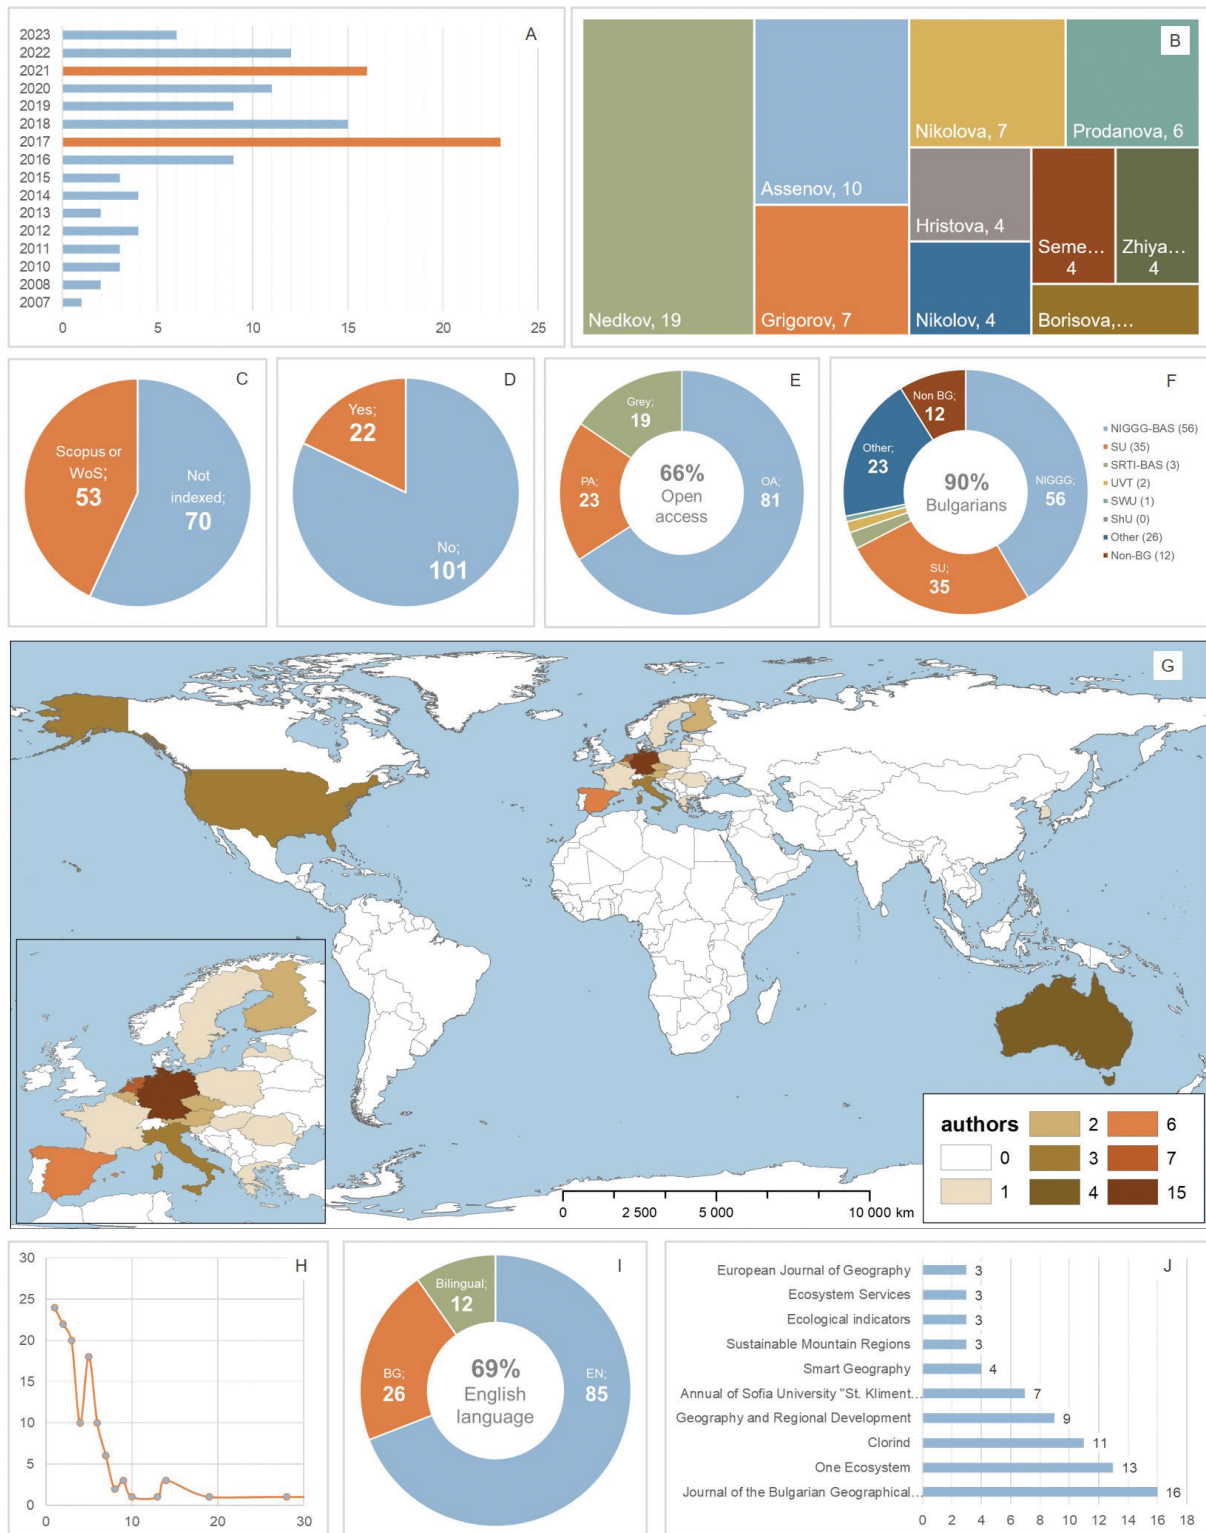 A
2023
2022
2021
2020
2019
2018
2017
2016
2015
2014
2013
2012
2011
2010
2008
2007
0 5 10 15 20 25
B
Nedkov, 19
Assenov, 10
Grigorov, 7
Nikolova, 7
Prodanova, 6
Hristova, 4
Nikolov, 4
Seme…
4
Zhiya…
4
Borisova,…
C
Scopus or
WoS;
53
Not
indexed;
70
D
Yes;
22
No;
101
E
Grey;
19
PA;
23
OA;
81
66%
Open
access
F
Non BG;
12
Other;
23
NIGGG;
56
SU;
35
90%
Bulgarians
NIGGG-BAS (56)
SU (35)
SRTI-BAS (3)
UVT (2)
SWU (1)
ShU (0)
Other (26)
Non-BG (12)
G
authors
0
1
2
3
4
6
7
15
0 2 500 5 000 10 000 km
H
30
25
20
15
10
5
0
0 10 20 30
I
Bilingual;
12
BG;
26
EN;
85
69%
English
language
J
European Journal of Geography 3
Ecosystem Services 3
Ecological indicators 3
Sustainable Mountain Regions 3
Smart Geography 4
Annual of Sofia University "St. Kliment… 7
Geography and Regional Development 9
Clorind 11
One Ecosystem 13
Journal of the Bulgarian Geographical… 16
0 2 4 6 8 10 12 14 16 18